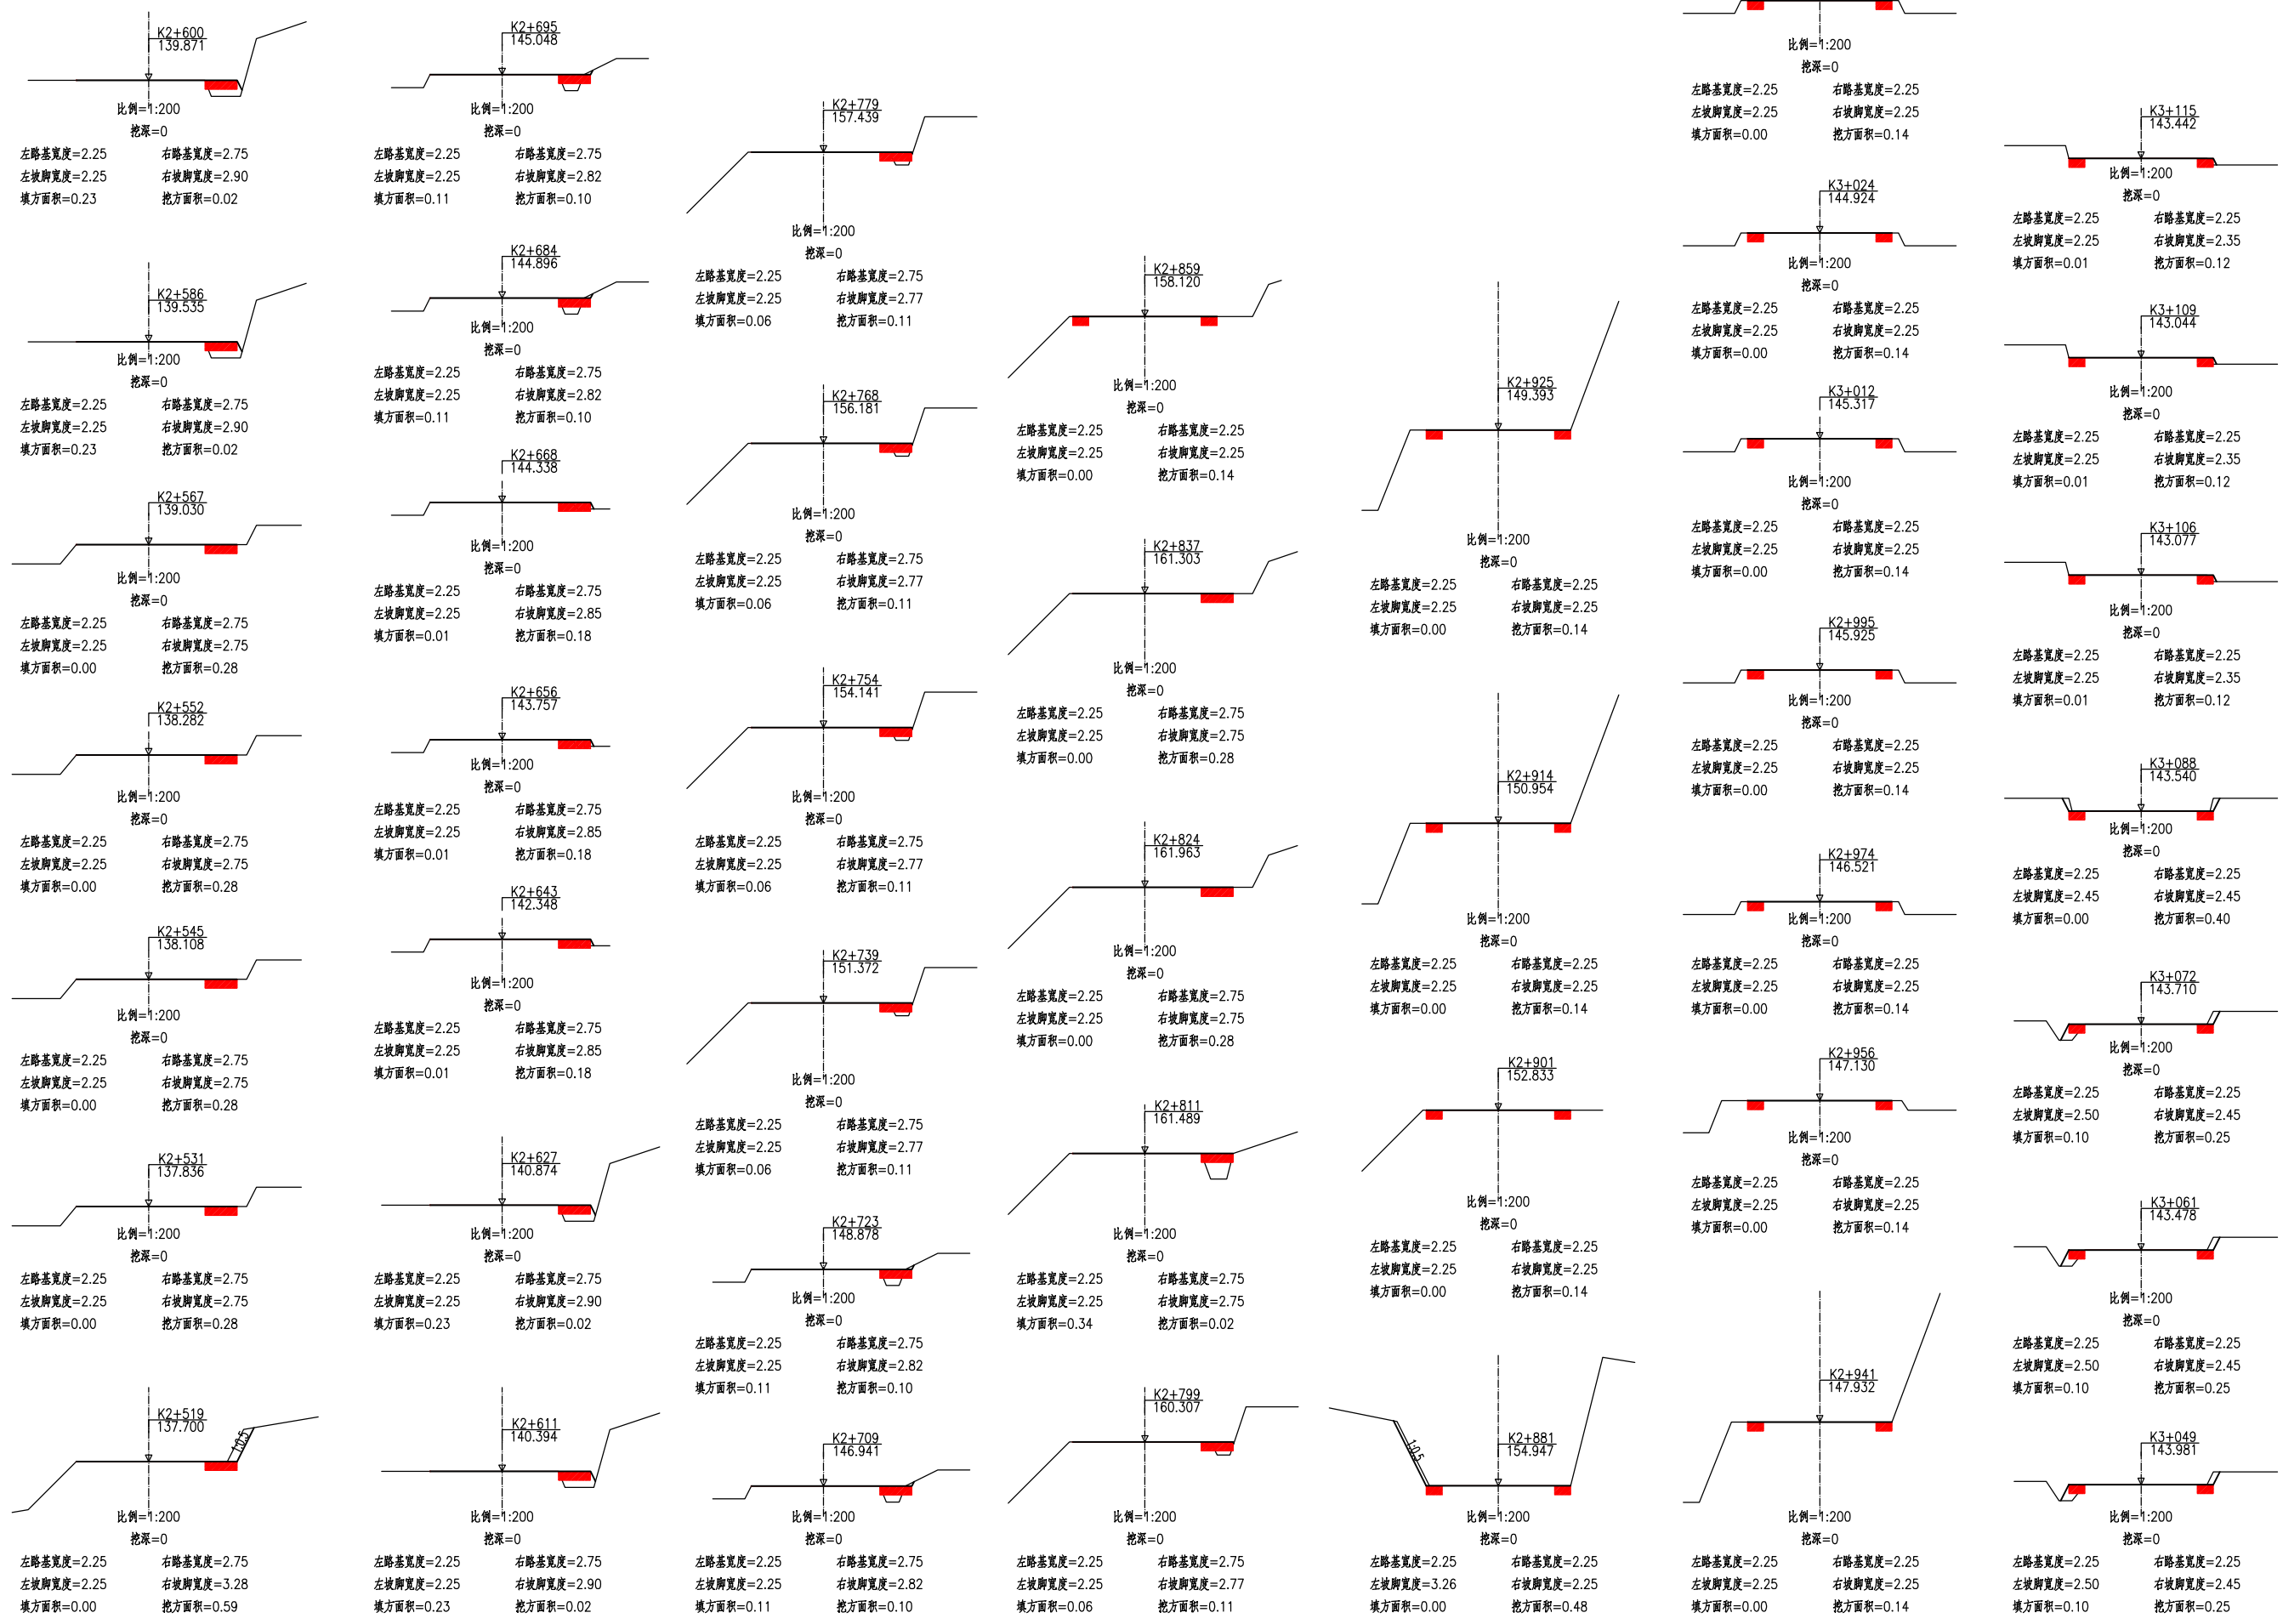 K2+600
139.871
比例=1:200
挖深=0
左路基宽度=2.25 右路基宽度=2.75
左坡脚宽度=2.25 右坡脚宽度=2.90
填方面积=0.23 挖方面积=0.02
K2+586
139.535
比例=1:200
挖深=0
左路基宽度=2.25 右路基宽度=2.75
左坡脚宽度=2.25 右坡脚宽度=2.90
填方面积=0.23 挖方面积=0.02
K2+567
139.030
比例=1:200
挖深=0
左路基宽度=2.25 右路基宽度=2.75
左坡脚宽度=2.25 右坡脚宽度=2.75
填方面积=0.00 挖方面积=0.28
K2+552
138.282
比例=1:200
挖深=0
左路基宽度=2.25 右路基宽度=2.75
左坡脚宽度=2.25 右坡脚宽度=2.75
填方面积=0.00 挖方面积=0.28
K2+545
138.108
比例=1:200
挖深=0
左路基宽度=2.25 右路基宽度=2.75
左坡脚宽度=2.25 右坡脚宽度=2.75
填方面积=0.00 挖方面积=0.28
K2+531
137.836
比例=1:200
挖深=0
左路基宽度=2.25 右路基宽度=2.75
左坡脚宽度=2.25 右坡脚宽度=2.75
填方面积=0.00 挖方面积=0.28
K2+519
137.700
1:0.5
比例=1:200
挖深=0
左路基宽度=2.25 右路基宽度=2.75
左坡脚宽度=2.25 右坡脚宽度=3.28
填方面积=0.00 挖方面积=0.59
K2+695
145.048
比例=1:200
挖深=0
左路基宽度=2.25 右路基宽度=2.75
左坡脚宽度=2.25 右坡脚宽度=2.82
填方面积=0.11 挖方面积=0.10
K2+684
144.896
比例=1:200
挖深=0
左路基宽度=2.25 右路基宽度=2.75
左坡脚宽度=2.25 右坡脚宽度=2.82
填方面积=0.11 挖方面积=0.10
K2+668
144.338
比例=1:200
挖深=0
左路基宽度=2.25 右路基宽度=2.75
左坡脚宽度=2.25 右坡脚宽度=2.85
填方面积=0.01 挖方面积=0.18
K2+656
143.757
比例=1:200
挖深=0
左路基宽度=2.25 右路基宽度=2.75
左坡脚宽度=2.25 右坡脚宽度=2.85
填方面积=0.01 挖方面积=0.18
K2+643
142.348
比例=1:200
挖深=0
左路基宽度=2.25 右路基宽度=2.75
左坡脚宽度=2.25 右坡脚宽度=2.85
填方面积=0.01 挖方面积=0.18
K2+627
140.874
比例=1:200
挖深=0
左路基宽度=2.25 右路基宽度=2.75
左坡脚宽度=2.25 右坡脚宽度=2.90
填方面积=0.23 挖方面积=0.02
K2+611
140.394
比例=1:200
挖深=0
左路基宽度=2.25 右路基宽度=2.75
左坡脚宽度=2.25 右坡脚宽度=2.90
填方面积=0.23 挖方面积=0.02
K2+779
157.439
比例=1:200
挖深=0
左路基宽度=2.25 右路基宽度=2.75
左坡脚宽度=2.25 右坡脚宽度=2.77
填方面积=0.06 挖方面积=0.11
K2+768
156.181
比例=1:200
挖深=0
左路基宽度=2.25 右路基宽度=2.75
左坡脚宽度=2.25 右坡脚宽度=2.77
填方面积=0.06 挖方面积=0.11
K2+754
154.141
比例=1:200
挖深=0
左路基宽度=2.25 右路基宽度=2.75
左坡脚宽度=2.25 右坡脚宽度=2.77
填方面积=0.06 挖方面积=0.11
K2+739
151.372
比例=1:200
挖深=0
左路基宽度=2.25 右路基宽度=2.75
左坡脚宽度=2.25 右坡脚宽度=2.77
填方面积=0.06 挖方面积=0.11
K2+723
148.878
比例=1:200
挖深=0
左路基宽度=2.25 右路基宽度=2.75
左坡脚宽度=2.25 右坡脚宽度=2.82
填方面积=0.11 挖方面积=0.10
K2+709
146.941
比例=1:200
挖深=0
左路基宽度=2.25 右路基宽度=2.75
左坡脚宽度=2.25 右坡脚宽度=2.82
填方面积=0.11 挖方面积=0.10
K2+859
158.120
比例=1:200
挖深=0
左路基宽度=2.25 右路基宽度=2.25
左坡脚宽度=2.25 右坡脚宽度=2.25
填方面积=0.00 挖方面积=0.14
K2+837
161.303
比例=1:200
挖深=0
左路基宽度=2.25 右路基宽度=2.75
左坡脚宽度=2.25 右坡脚宽度=2.75
填方面积=0.00 挖方面积=0.28
K2+824
161.963
比例=1:200
挖深=0
左路基宽度=2.25 右路基宽度=2.75
左坡脚宽度=2.25 右坡脚宽度=2.75
填方面积=0.00 挖方面积=0.28
K2+811
161.489
比例=1:200
挖深=0
左路基宽度=2.25 右路基宽度=2.75
左坡脚宽度=2.25 右坡脚宽度=2.75
填方面积=0.34 挖方面积=0.02
K2+799
160.307
比例=1:200
挖深=0
左路基宽度=2.25 右路基宽度=2.75
左坡脚宽度=2.25 右坡脚宽度=2.77
填方面积=0.06 挖方面积=0.11
K2+925
149.393
比例=1:200
挖深=0
左路基宽度=2.25 右路基宽度=2.25
左坡脚宽度=2.25 右坡脚宽度=2.25
填方面积=0.00 挖方面积=0.14
K2+914
150.954
比例=1:200
挖深=0
左路基宽度=2.25 右路基宽度=2.25
左坡脚宽度=2.25 右坡脚宽度=2.25
填方面积=0.00 挖方面积=0.14
K2+901
152.833
比例=1:200
挖深=0
左路基宽度=2.25 右路基宽度=2.25
左坡脚宽度=2.25 右坡脚宽度=2.25
填方面积=0.00 挖方面积=0.14
K2+881
154.947
1:0.5
比例=1:200
挖深=0
左路基宽度=2.25 右路基宽度=2.25
左坡脚宽度=3.26 右坡脚宽度=2.25
填方面积=0.00 挖方面积=0.48
比例=1:200
挖深=0
左路基宽度=2.25 右路基宽度=2.25
左坡脚宽度=2.25 右坡脚宽度=2.25
填方面积=0.00 挖方面积=0.14
K3+024
144.924
比例=1:200
挖深=0
左路基宽度=2.25 右路基宽度=2.25
左坡脚宽度=2.25 右坡脚宽度=2.25
填方面积=0.00 挖方面积=0.14
K3+012
145.317
比例=1:200
挖深=0
左路基宽度=2.25 右路基宽度=2.25
左坡脚宽度=2.25 右坡脚宽度=2.25
填方面积=0.00 挖方面积=0.14
K2+995
145.925
比例=1:200
挖深=0
左路基宽度=2.25 右路基宽度=2.25
左坡脚宽度=2.25 右坡脚宽度=2.25
填方面积=0.00 挖方面积=0.14
K2+974
146.521
比例=1:200
挖深=0
左路基宽度=2.25 右路基宽度=2.25
左坡脚宽度=2.25 右坡脚宽度=2.25
填方面积=0.00 挖方面积=0.14
K2+956
147.130
比例=1:200
挖深=0
左路基宽度=2.25 右路基宽度=2.25
左坡脚宽度=2.25 右坡脚宽度=2.25
填方面积=0.00 挖方面积=0.14
K2+941
147.932
比例=1:200
挖深=0
左路基宽度=2.25 右路基宽度=2.25
左坡脚宽度=2.25 右坡脚宽度=2.25
填方面积=0.00 挖方面积=0.14
K3+115
143.442
比例=1:200
挖深=0
左路基宽度=2.25 右路基宽度=2.25
左坡脚宽度=2.25 右坡脚宽度=2.35
填方面积=0.01 挖方面积=0.12
K3+109
143.044
比例=1:200
挖深=0
左路基宽度=2.25 右路基宽度=2.25
左坡脚宽度=2.25 右坡脚宽度=2.35
填方面积=0.01 挖方面积=0.12
K3+106
143.077
比例=1:200
挖深=0
左路基宽度=2.25 右路基宽度=2.25
左坡脚宽度=2.25 右坡脚宽度=2.35
填方面积=0.01 挖方面积=0.12
K3+088
143.540
比例=1:200
挖深=0
左路基宽度=2.25 右路基宽度=2.25
左坡脚宽度=2.45 右坡脚宽度=2.45
填方面积=0.00 挖方面积=0.40
K3+072
143.710
比例=1:200
挖深=0
左路基宽度=2.25 右路基宽度=2.25
左坡脚宽度=2.50 右坡脚宽度=2.45
填方面积=0.10 挖方面积=0.25
K3+061
143.478
比例=1:200
挖深=0
左路基宽度=2.25 右路基宽度=2.25
左坡脚宽度=2.50 右坡脚宽度=2.45
填方面积=0.10 挖方面积=0.25
K3+049
143.981
比例=1:200
挖深=0
左路基宽度=2.25 右路基宽度=2.25
左坡脚宽度=2.50 右坡脚宽度=2.45
填方面积=0.10 挖方面积=0.25